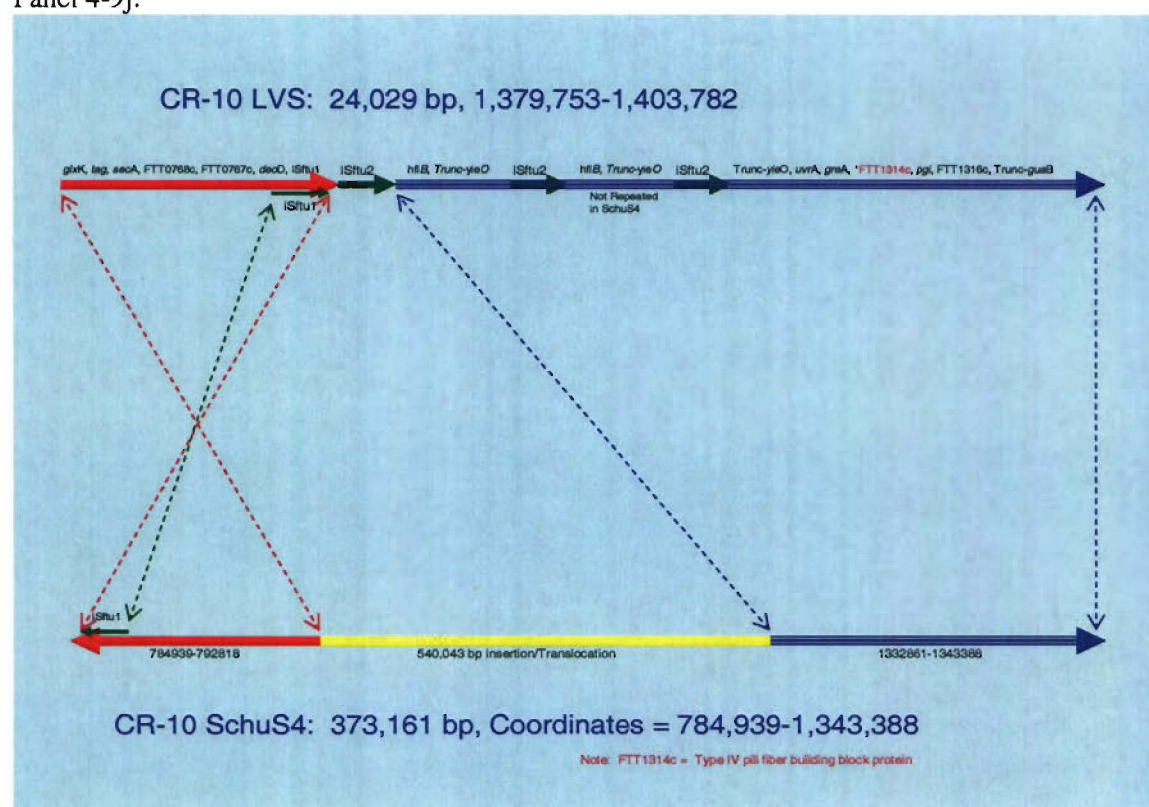 Panel 4-9j.
CR-10 LVS: 24,029 bp, 1,379,753-1,403,782
glxK, tag, secA, FTT0768c, FTT0767c, deoD, ISftu1 ISftu2 hflB, Trunc-yieO ISftu2 hflB, Trunc-yieO ISftu2 Trunc-yieO, uvrA, greA, *FTT1314c, pgi, FTT1316c, Trunc-guaB
ISftu1 Not Repeated
in SchuS4
ISftu1
784939-792818 540,043 bp Insertion/Translocation 1332861-1343388
CR-10 SchuS4: 373,161 bp, Coordinates = 784,939-1,343,388
Note: FTT1314c = Type IV pili fiber building block protein